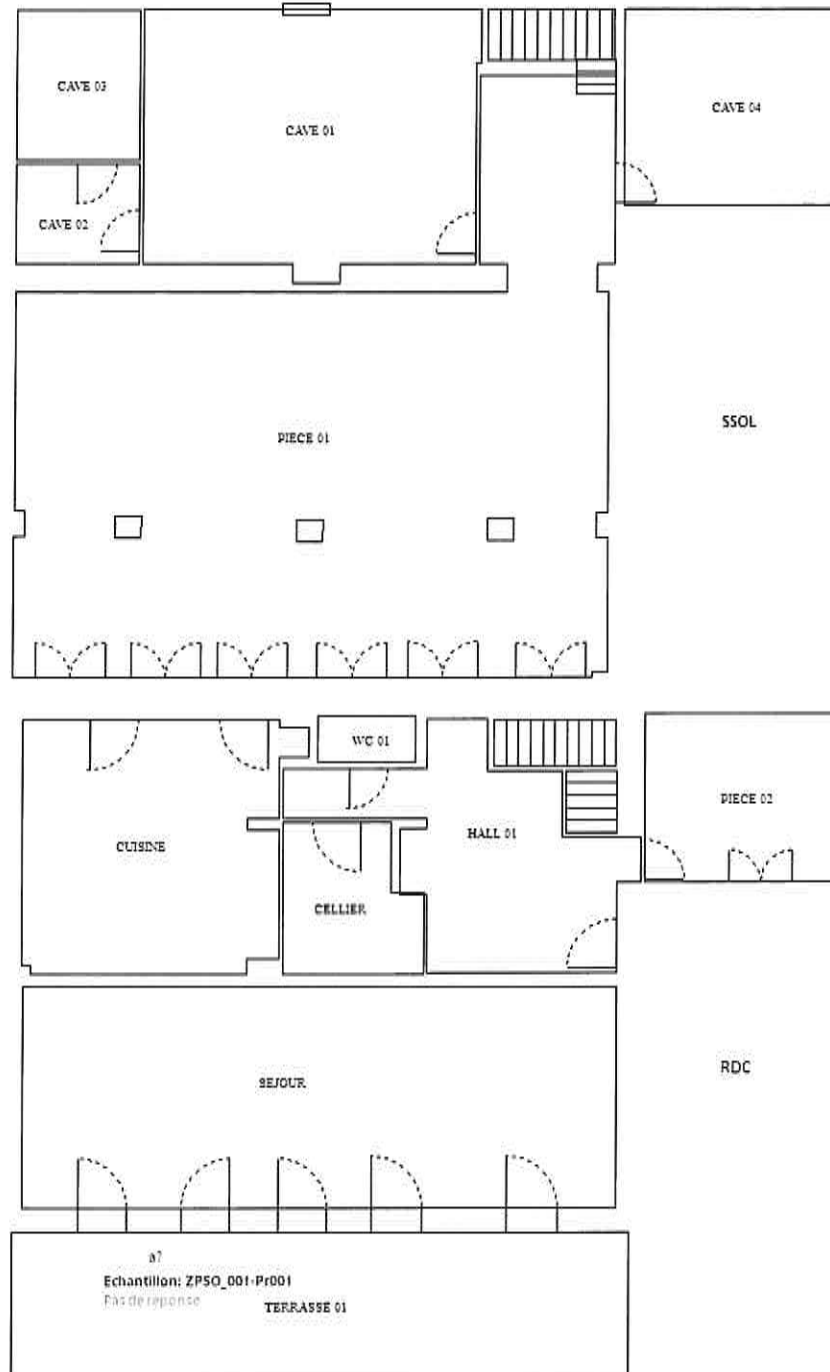 CAVE 03
CAVE 01
CAVE 04
CAVE 02
PIECE 01
SSOL
WC 01
PIECE 02
HALL 01
CUISINE
CELLIER
SEJOUR
RDC
Echantillon: ZPSO_001-Pr001
Pas de reponse
TERRASSE 01